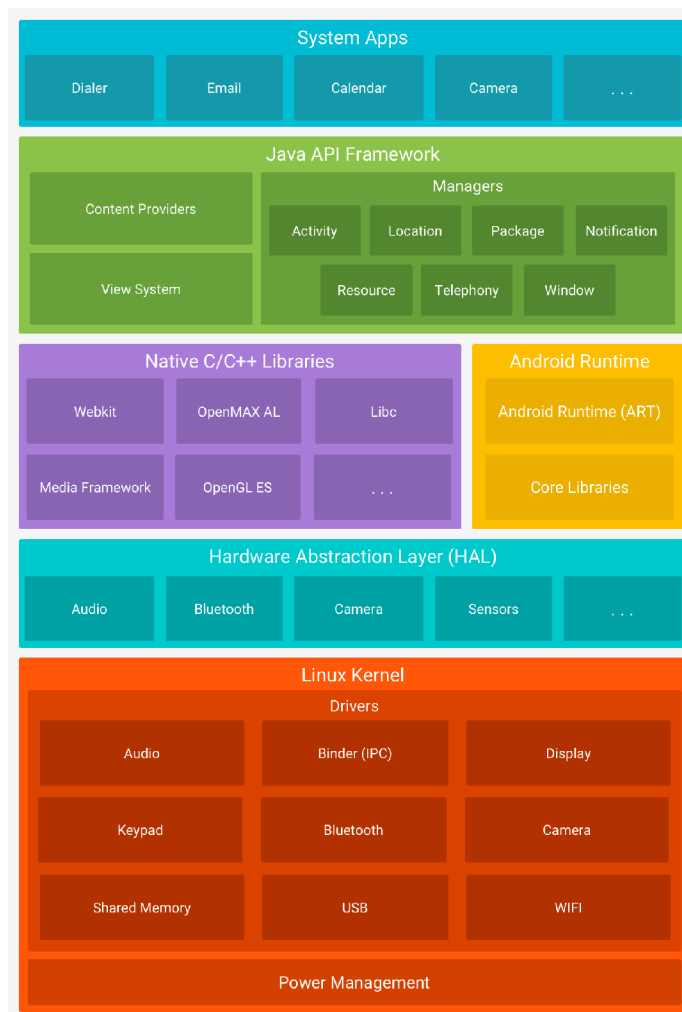 System Apps
Dialer
Email
Calendar
Camera
. . .
Java API Framework
Content Providers
View System
Managers
Activity
Location
Package
Notification
Resource
Telephony
Window
Native C/C++ Libraries
Webkit
OpenMAX AL
Libc
Media Framework
OpenGL ES
. . .
Android Runtime
Android Runtime (ART)
Core Libraries
Hardware Abstraction Layer (HAL)
Audio
Bluetooth
Camera
Sensors
. . .
Linux Kernel
Drivers
Audio
Binder (IPC)
Display
Keypad
Bluetooth
Camera
Shared Memory
USB
WIFI
Power Management